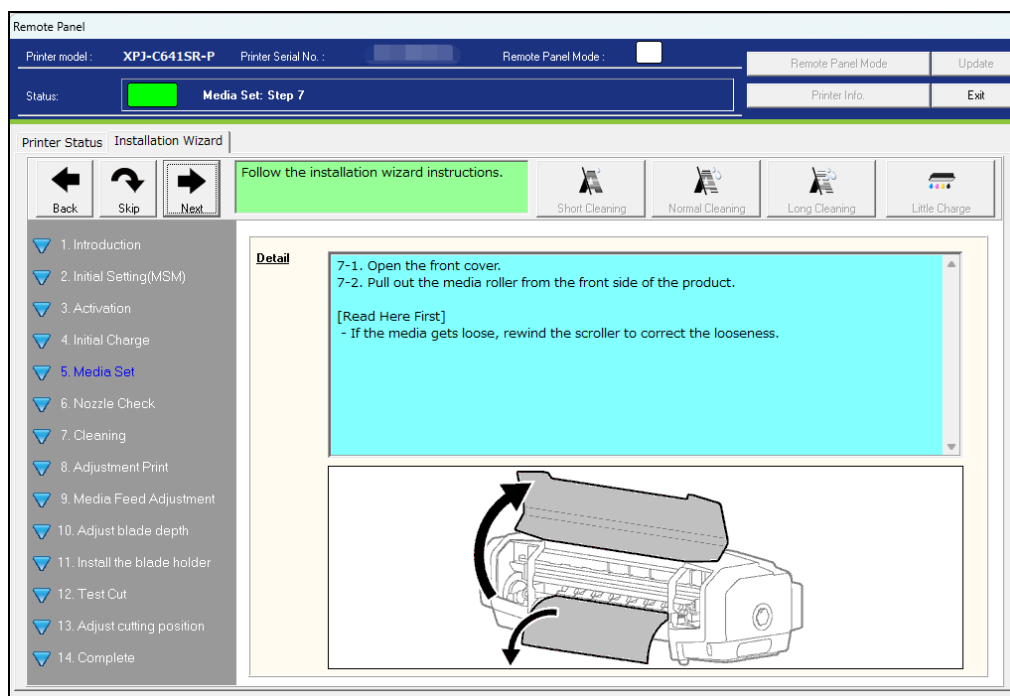 Remote Panel
Printer model : XPJ-C641SR-P Printer Serial No. : Remote Panel Mode :
Remote Panel Mode Update
Status: Media Set: Step 7
Printer Info. Exit
Printer Status Installation Wizard
Back Skip Next
Follow the installation wizard instructions.
Short Cleaning Normal Cleaning Long Cleaning Little Charge
1. Introduction
2. Initial Setting(MSM)
3. Activation
4. Initial Charge
5. Media Set
6. Nozzle Check
7. Cleaning
8. Adjustment Print
9. Media Feed Adjustment
10. Adjust blade depth
11. Install the blade holder
12. Test Cut
13. Adjust cutting position
14. Complete
Detail
7-1. Open the front cover.
7-2. Pull out the media roller from the front side of the product.
[Read Here First]
- If the media gets loose, rewind the scroller to correct the looseness.